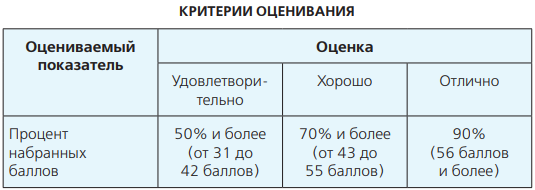 КРИТЕРИИ ОЦЕНИВАНИЯ
Оцениваемый
показатель
Оценка
Удовлетвори-
тельно
Хорошо
Отлично
Процент
набранных
баллов
50% и более
(от 31 до
42 баллов)
70% и более
(от 43 до
55 баллов)
90%
(56 баллов
и более)